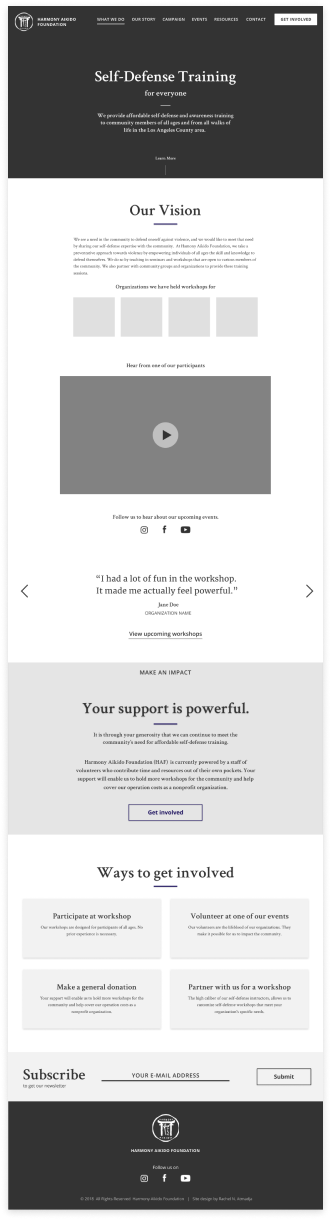 HARMONY AIKIDO
FOUNDATION
WHAT WE DO OUR STORY CAMPAIGN EVENTS RESOURCES CONTACT GET INVOLVED
Self-Defense Training
for everyone
We provide affordable self-defense and awareness training
to community members of all ages and from all walks of
life in the Los Angeles County area.
Learn More
Our Vision
We see a need in the community to defend oneself against violence, and we would like to meet that need
by sharing our self-defense expertise with the community. At Harmony Aikido Foundation, we take a
preventative approach towards violence by empowering individuals of all ages the skill and knowledge to
defend themselves. We do so by teaching in seminars and workshops that are open to various members of
the community. We also partner with community groups and organizations to provide these training
sessions.
Organizations we have held workshops for
Hear from one of our participants
Follow us to hear about our upcoming events.
“I had a lot of fun in the workshop.
It made me actually feel powerful.”
Jane Doe
ORGANIZATION NAME
View upcoming workshops
MAKE AN IMPACT
Your support is powerful.
It is through your generosity that we can continue to meet the
community's need for affordable self-defense training.
Harmony Aikido Foundation (HAF) is currently powered by a staff of
volunteers who contribute time and resources out of their own pockets. Your
support will enable us to hold more workshops for the community and help
cover our operation costs as a nonprofit organization.
Get involved
Ways to get involved
Participate at workshop
Our workshops are designed for participants of all ages. No
prior experience is necessary.
Volunteer at one of our events
Our volunteers are the lifeblood of our organizations. They
make it possible for us to impact the community.
Make a general donation
Your support will enable us to hold more workshops for the
community and help cover our operation costs as a
nonprofit organization.
Partner with us for a workshop
The high caliber of our self-defense instructors, allows us to
customize self-defense workshops that meet your
organization's specific needs.
Subscribe
to get our newsletter
YOUR E-MAIL ADDRESS
Submit
HARMONY AIKIDO FOUNDATION
Follow us on:
© 2019. All Rights Reserved. Harmony Aikido Foundation | Site design by Rachel H.